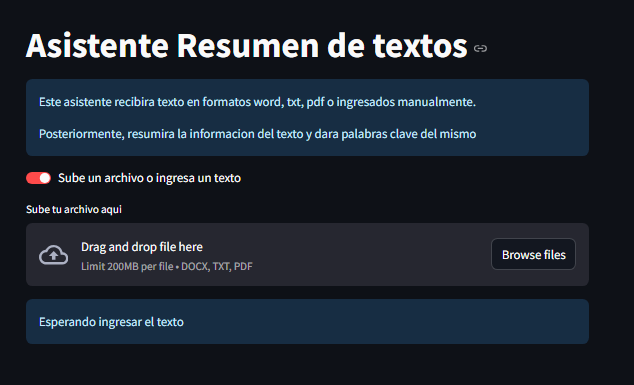 Asistente Resumen de textos
Este asistente recibira texto en formatos word, txt, pdf o ingresados manualmente.
Posteriormente, resumira la informacion del texto y dara palabras clave del mismo
Sube un archivo o ingresa un texto
Sube tu archivo aqui
Drag and drop file here
Limit 200MB per file • DOCX, TXT, PDF
Browse files
Esperando ingresar el texto